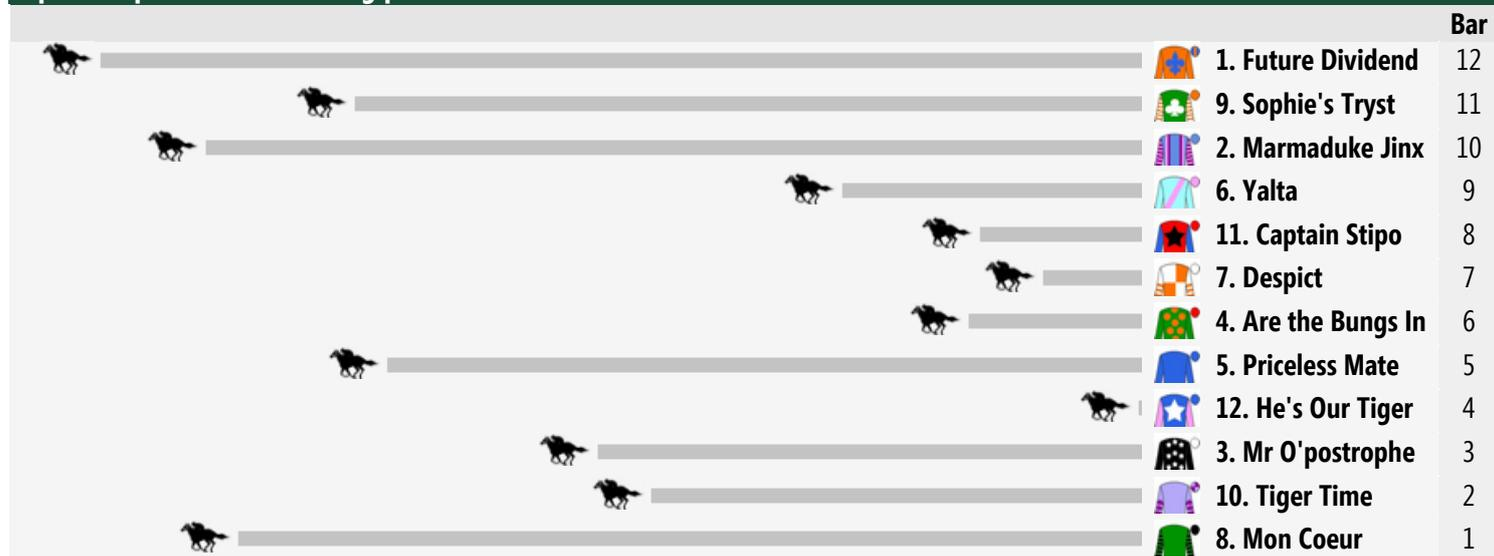 Bar
1. Future Dividend 12
9. Sophie's Tryst 11
2. Marmaduke Jinx 10
6. Yalta 9
11. Captain Stipo 8
7. Despict 7
4. Are the Bungs In 6
5. Priceless Mate 5
12. He's Our Tiger 4
3. Mr O'postrophe 3
10. Tiger Time 2
8. Mon Coeur 1